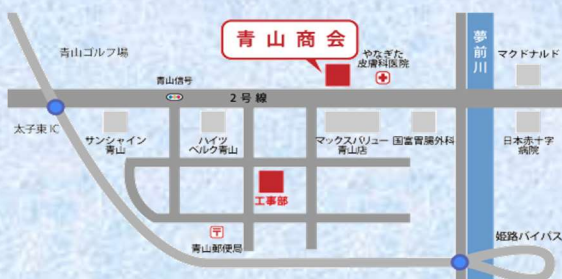 青山商会
青山ゴルフ場
やなぎた
皮膚科医院
夢前川
マクドナルド
青山信号
2号線
太子東IC
サンシャイン
青山
ハイツ
ベルク青山
マックスバリュー
青山店
国富胃腸外科
日本赤十字
病院
工事部
〒
青山郵便局
姫路バイパス